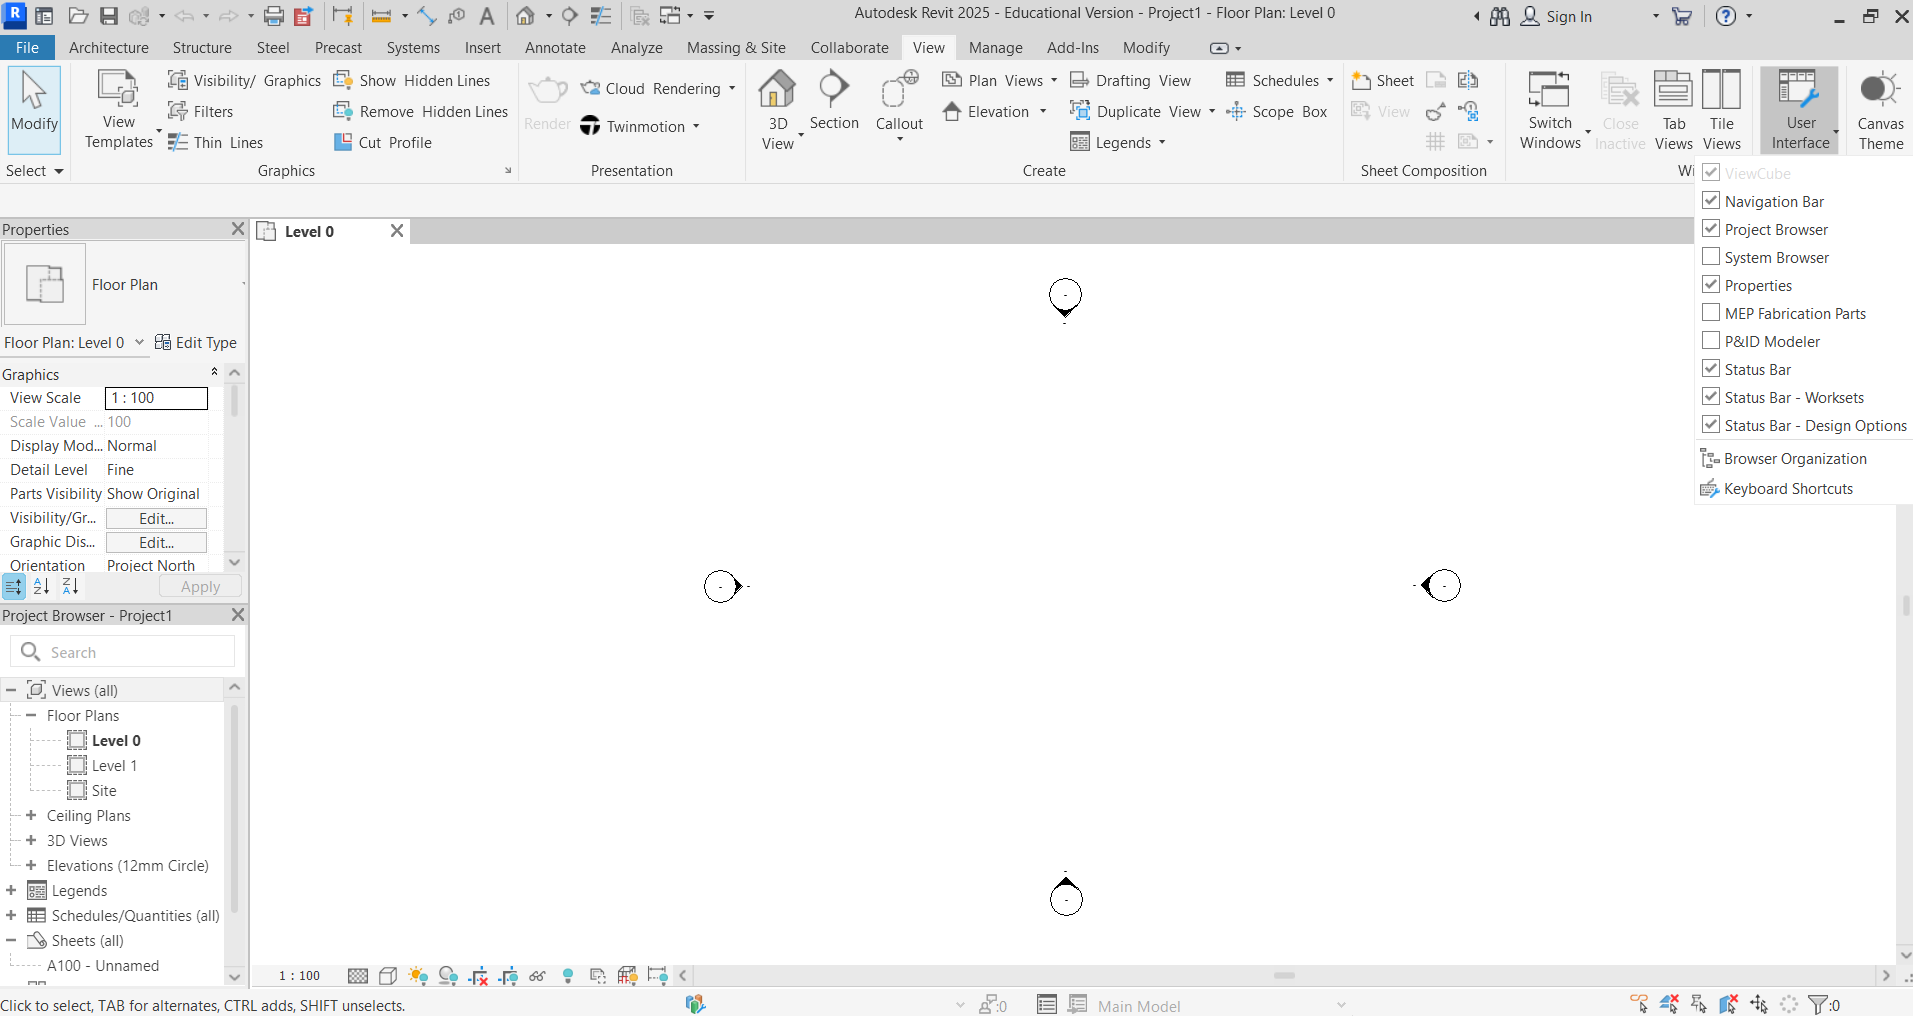 Autodesk Revit 2025 - Educational Version - Project1 - Floor Plan: Level 0
Sign In
File Architecture Structure Steel Precast Systems Insert Annotate Analyze Massing & Site Collaborate View Manage Add-Ins Modify
Modify
Select
View Templates
Visibility/ Graphics
Filters
Thin Lines
Show Hidden Lines
Remove Hidden Lines
Cut Profile
Graphics
Render
Cloud Rendering
Twinmotion
Presentation
3D View
Section
Callout
Plan Views
Elevation
Drafting View
Duplicate View
Legends
Schedules
Scope Box
Create
Sheet
View
Sheet Composition
Switch Windows
Close Inactive
Tab Views
Tile Views
User Interface
Canvas Theme
Wi
ViewCube
Navigation Bar
Project Browser
System Browser
Properties
MEP Fabrication Parts
P&ID Modeler
Status Bar
Status Bar - Worksets
Status Bar - Design Options
Browser Organization
Keyboard Shortcuts
Properties
Floor Plan
Floor Plan: Level 0
Edit Type
Graphics
View Scale 1 : 100
Scale Value ... 100
Display Mod... Normal
Detail Level Fine
Parts Visibility Show Original
Visibility/Gr... Edit...
Graphic Dis... Edit...
Orientation Project North
Apply
Level 0
Project Browser - Project1
Search
Views (all)
Floor Plans
Level 0
Level 1
Site
Ceiling Plans
3D Views
Elevations (12mm Circle)
Legends
Schedules/Quantities (all)
Sheets (all)
A100 - Unnamed
1 : 100
Click to select, TAB for alternates, CTRL adds, SHIFT unselects.
:0
Main Model
:0